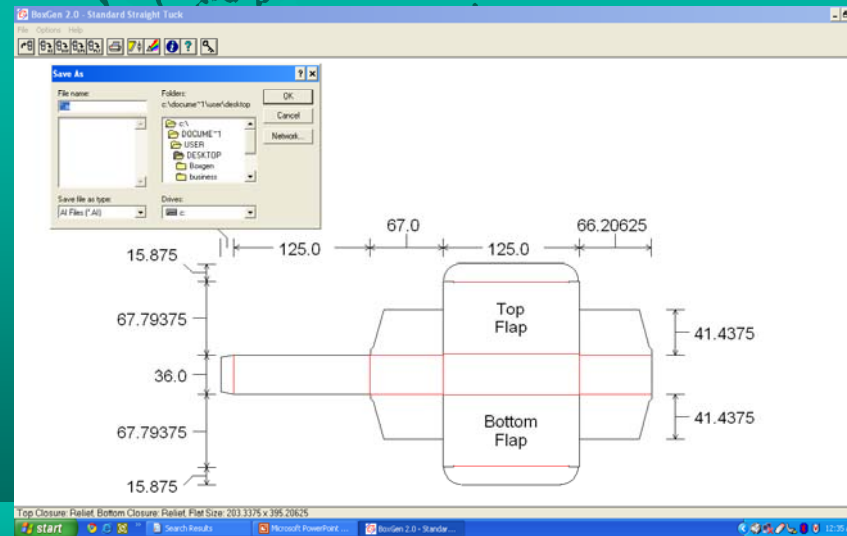 BoxGen 2.0 - Standard Straight Tuck
File Options Help
Save As
File name:
Folders:
c:\docume~1\user\desktop
OK
Cancel
Network...
c:\
DOCUME~1
USER
DESKTOP
Boxgen
business
Save file as type:
Drives:
AI Files (*.AI)
c:
15.875
125.0
67.0
125.0
66.20625
67.79375
Top
Flap
41.4375
36.0
67.79375
Bottom
Flap
41.4375
15.875
Top Closure: Relief, Bottom Closure: Relief, Flat Size: 203.3375 x 395.20625
start
Search Results
Microsoft PowerPoint ...
BoxGen 2.0 - Standar...
12:35